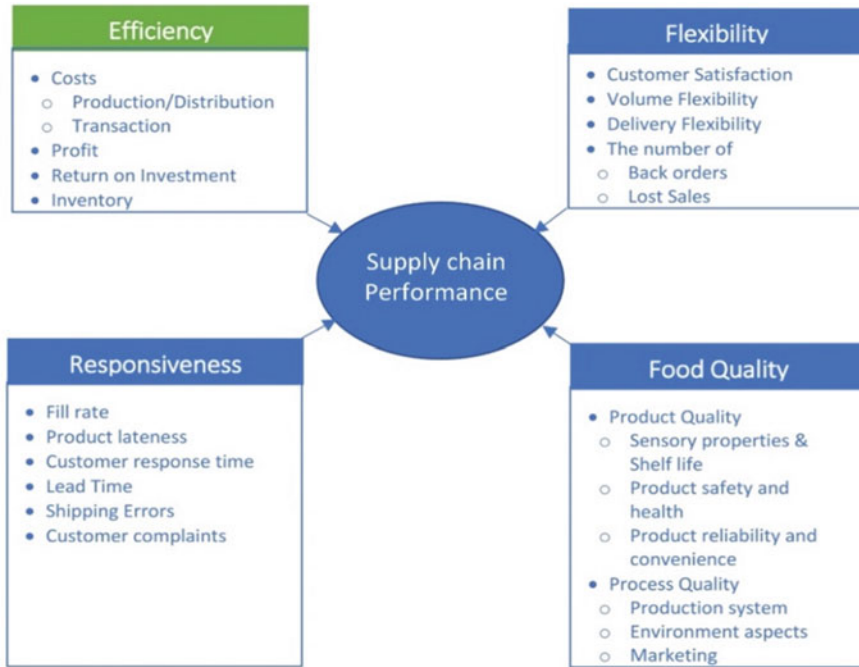 Efficiency
• Costs
o Production/Distribution
o Transaction
• Profit
• Return on Investment
• Inventory
Flexibility
• Customer Satisfaction
• Volume Flexibility
• Delivery Flexibility
• The number of
o Back orders
o Lost Sales
Supply chain
Performance
Responsiveness
• Fill rate
• Product lateness
• Customer response time
• Lead Time
• Shipping Errors
• Customer complaints
Food Quality
• Product Quality
o Sensory properties &
Shelf life
o Product safety and
health
o Product reliability and
convenience
• Process Quality
o Production system
o Environment aspects
o Marketing